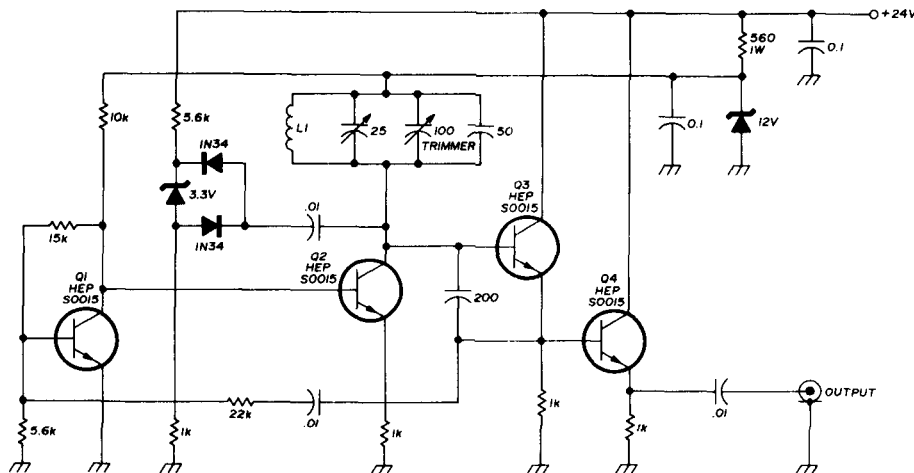 +24V
560
1W
0.1
10k
5.6k
L1
25
100
TRIMMER
50
0.1
12V
1N34
3.3V
1N34
.01
15k
Q1
HEP
S0015
Q2
HEP
S0015
Q3
HEP
S0015
200
Q4
HEP
S0015
22k
.01
5.6k
1k
1k
1k
1k
.01
OUTPUT